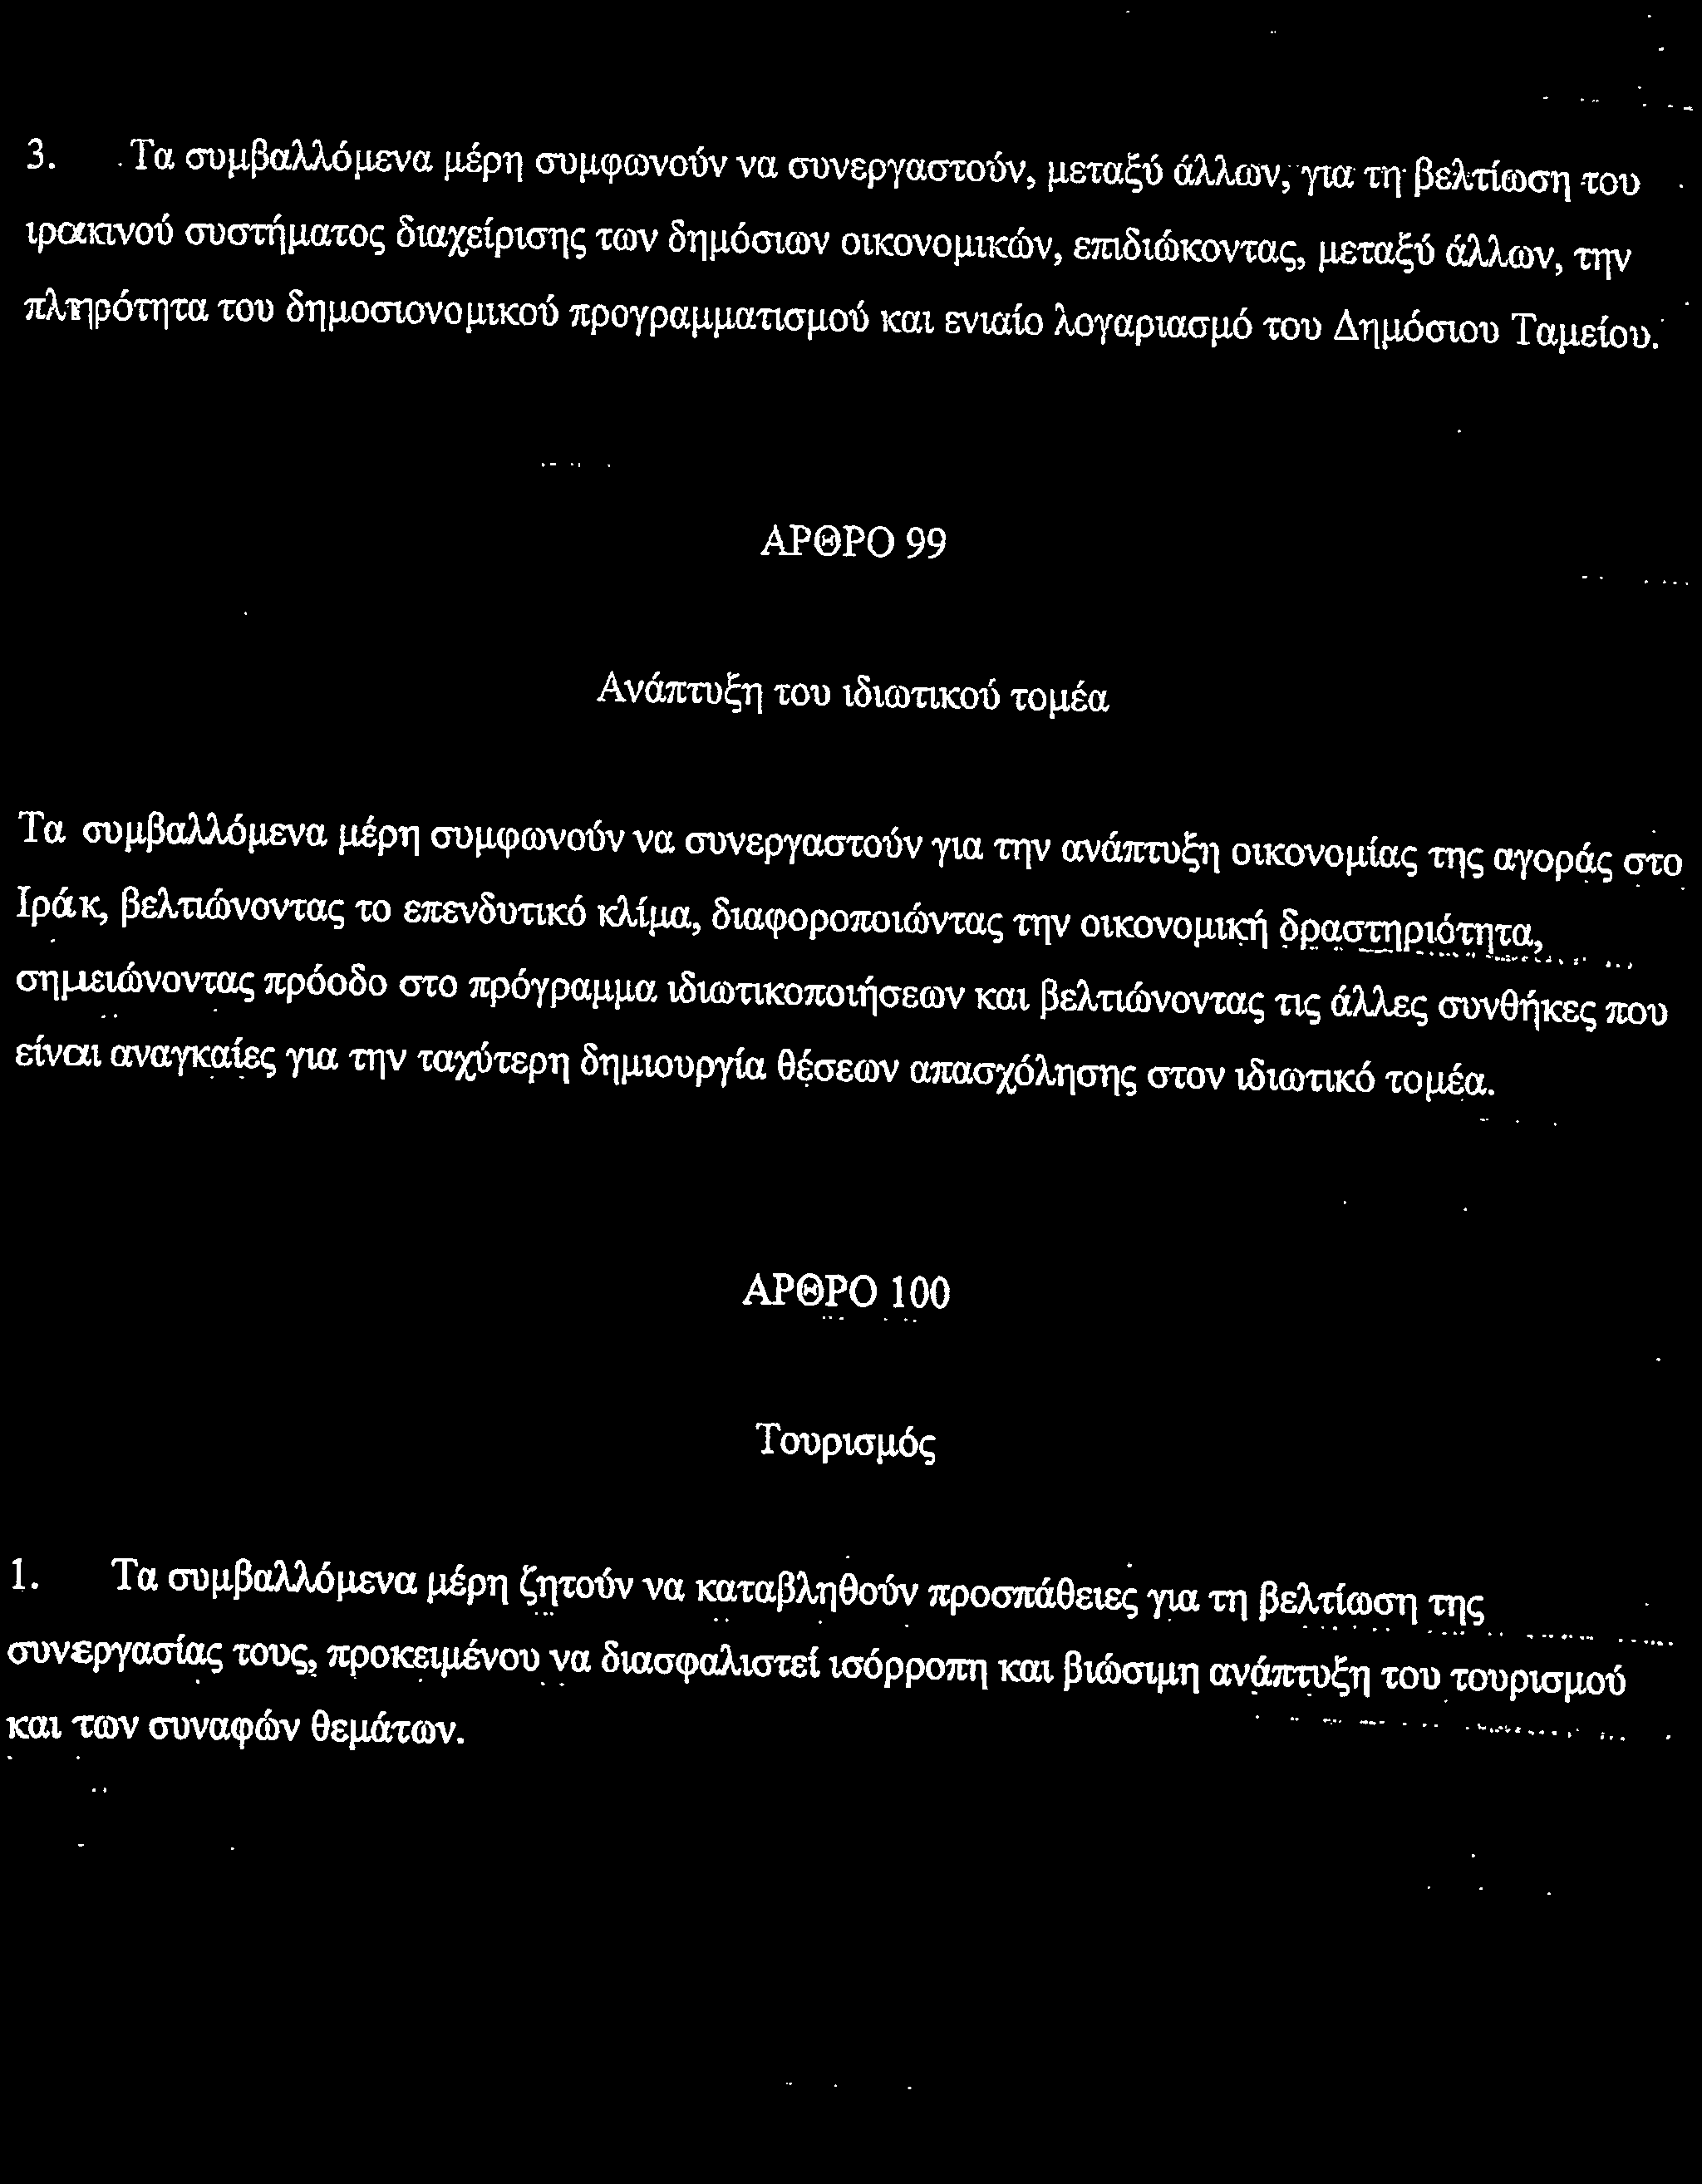 3. Τα συμβαλλόμενα μέρη συμφωνούν να συνεργαστούν, μεταξύ άλλων, για τη βελτίωση του
ιρακινού συστήματος διαχείρισης των δημόσιων οικονομικών, επιδιώκοντας, μεταξύ άλλων, την
πληρότητα του δημοσιονομικού προγραμματισμού και ενιαίο λογαριασμό του Δημόσιου Ταμείου.
ΑΡΘΡΟ 99
Ανάπτυξη του ιδιωτικού τομέα
Τα συμβαλλόμενα μέρη συμφωνούν να συνεργαστούν για την ανάπτυξη οικονομίας της αγοράς στο
Ιράκ, βελτιώνοντας το επενδυτικό κλίμα, διαφοροποιώντας την οικονομική δραστηριότητα,
σημειώνοντας πρόοδο στο πρόγραμμα ιδιωτικοποιήσεων και βελτιώνοντας τις άλλες συνθήκες που
είναι αναγκαίες για την ταχύτερη δημιουργία θέσεων απασχόλησης στον ιδιωτικό τομέα.
ΑΡΘΡΟ 100
Τουρισμός
1. Τα συμβαλλόμενα μέρη ζητούν να καταβληθούν προσπάθειες για τη βελτίωση της
συνεργασίας τους, προκειμένου να διασφαλιστεί ισόρροπη και βιώσιμη ανάπτυξη του τουρισμού
και των συναφών θεμάτων.